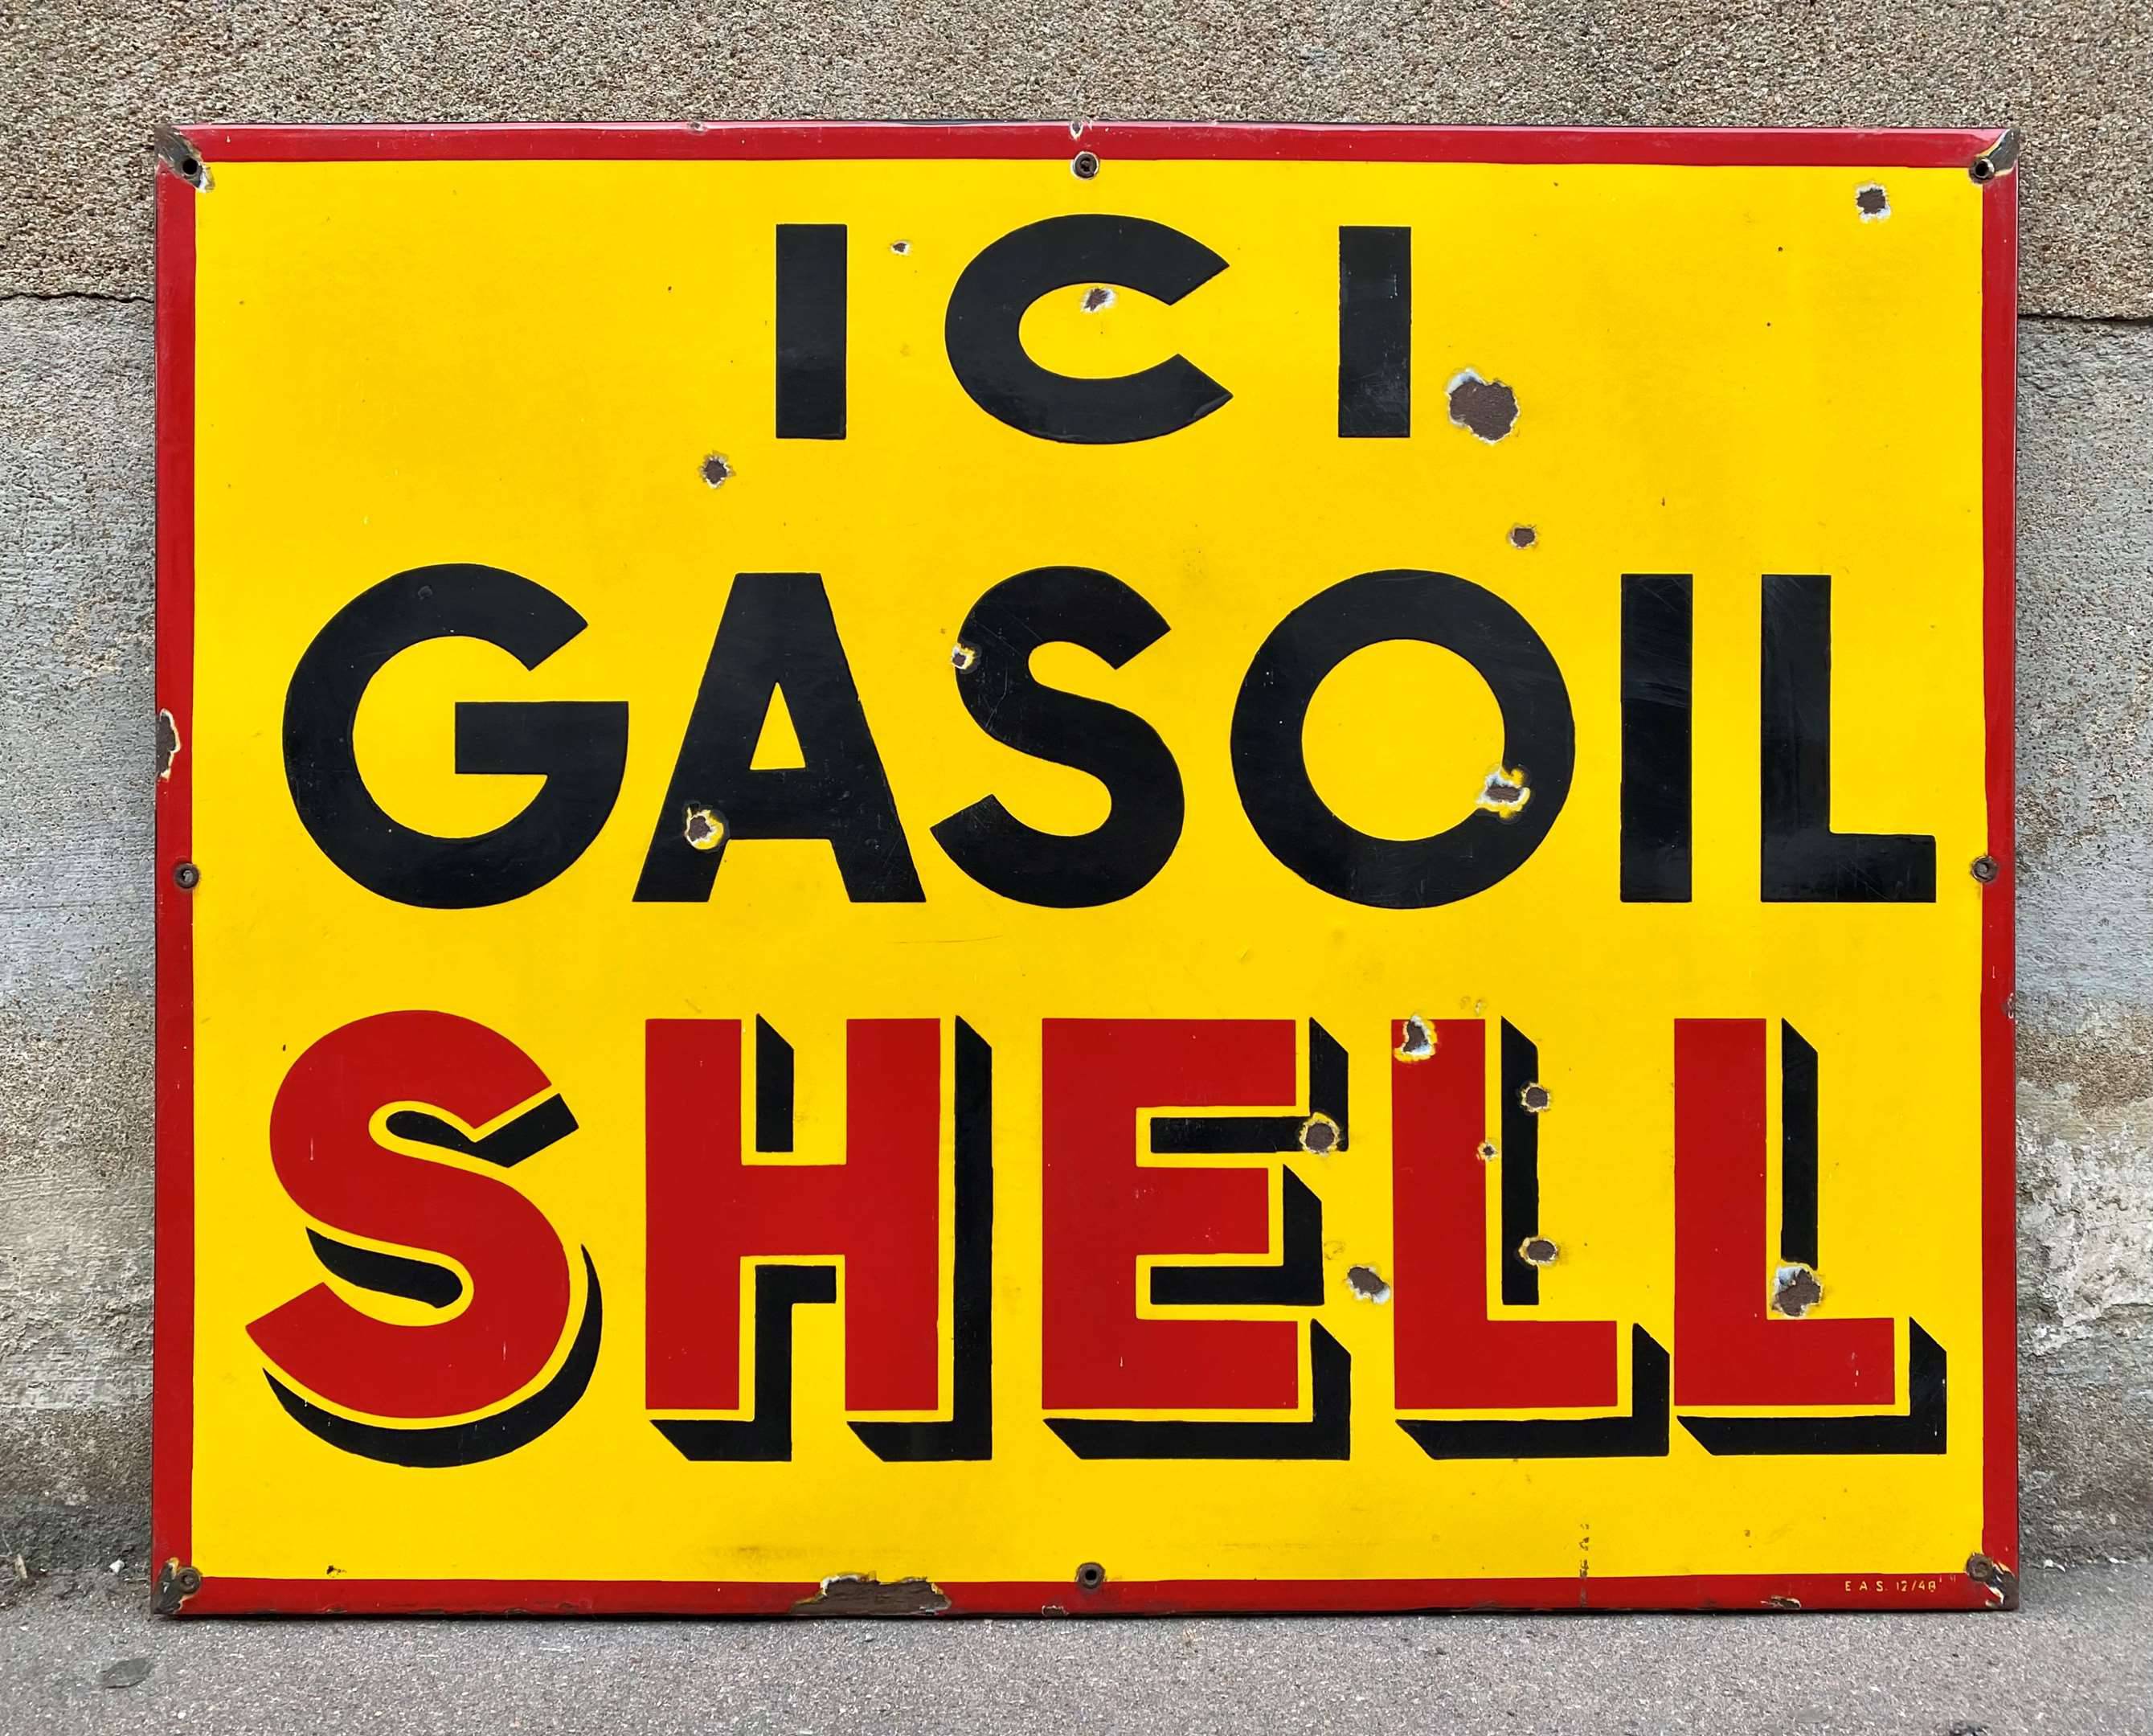 ICI
GASOIL
SHELL
E A S. 12/48